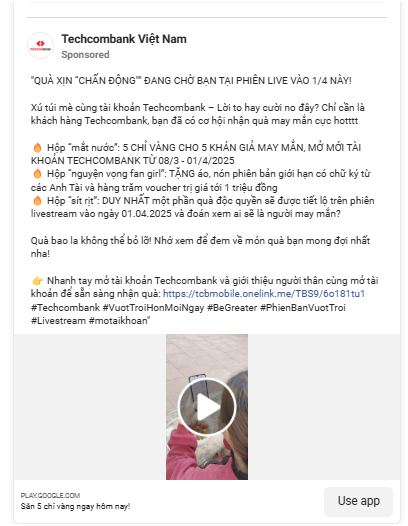 Techcombank Việt Nam
Sponsored
"QUÀ XỊN “CHẤN ĐỘNG”" ĐANG CHỜ BẠN TẠI PHIÊN LIVE VÀO 1/4 NÀY!
Xú túi mè cùng tài khoản Techcombank – Lời to hay cười no đây? Chỉ cần là
khách hàng Techcombank, bạn đã có cơ hội nhận quà may mắn cực hotttt
🔥 Hộp “mắt nước”: 5 CHỈ VÀNG CHO 5 KHÁN GIẢ MAY MẮN, MỞ MỚI TÀI
KHOẢN TECHCOMBANK TỪ 08/3 - 01/4/2025
🔥 Hộp “nguyện vọng fan girl”: TẶNG áo, nón phiên bản giới hạn có chữ ký từ
các Anh Tài và hàng trăm voucher trị giá tới 1 triệu đồng
🔥 Hộp “sít rịt”: DUY NHẤT một phần quà độc quyền sẽ được tiết lộ trên phiên
livestream vào ngày 01.04.2025 và đoán xem ai sẽ là người may mắn?
Quà bao la không thể bỏ lỡ! Nhớ xem để đem về món quà bạn mong đợi nhất
nha!
👉 Nhanh tay mở tài khoản Techcombank và giới thiệu người thân cùng mở tài
khoản để sẵn sàng nhận quà: https://tcbmobile.onelink.me/TBS9/6o181tu1
#Techcombank #VuotTroiHonMoiNgay #BeGreater #PhienBanVuotTroi
#Livestream #motaikhoan"
PLAY.GOOGLE.COM
Săn 5 chỉ vàng ngay hôm nay!
Use app